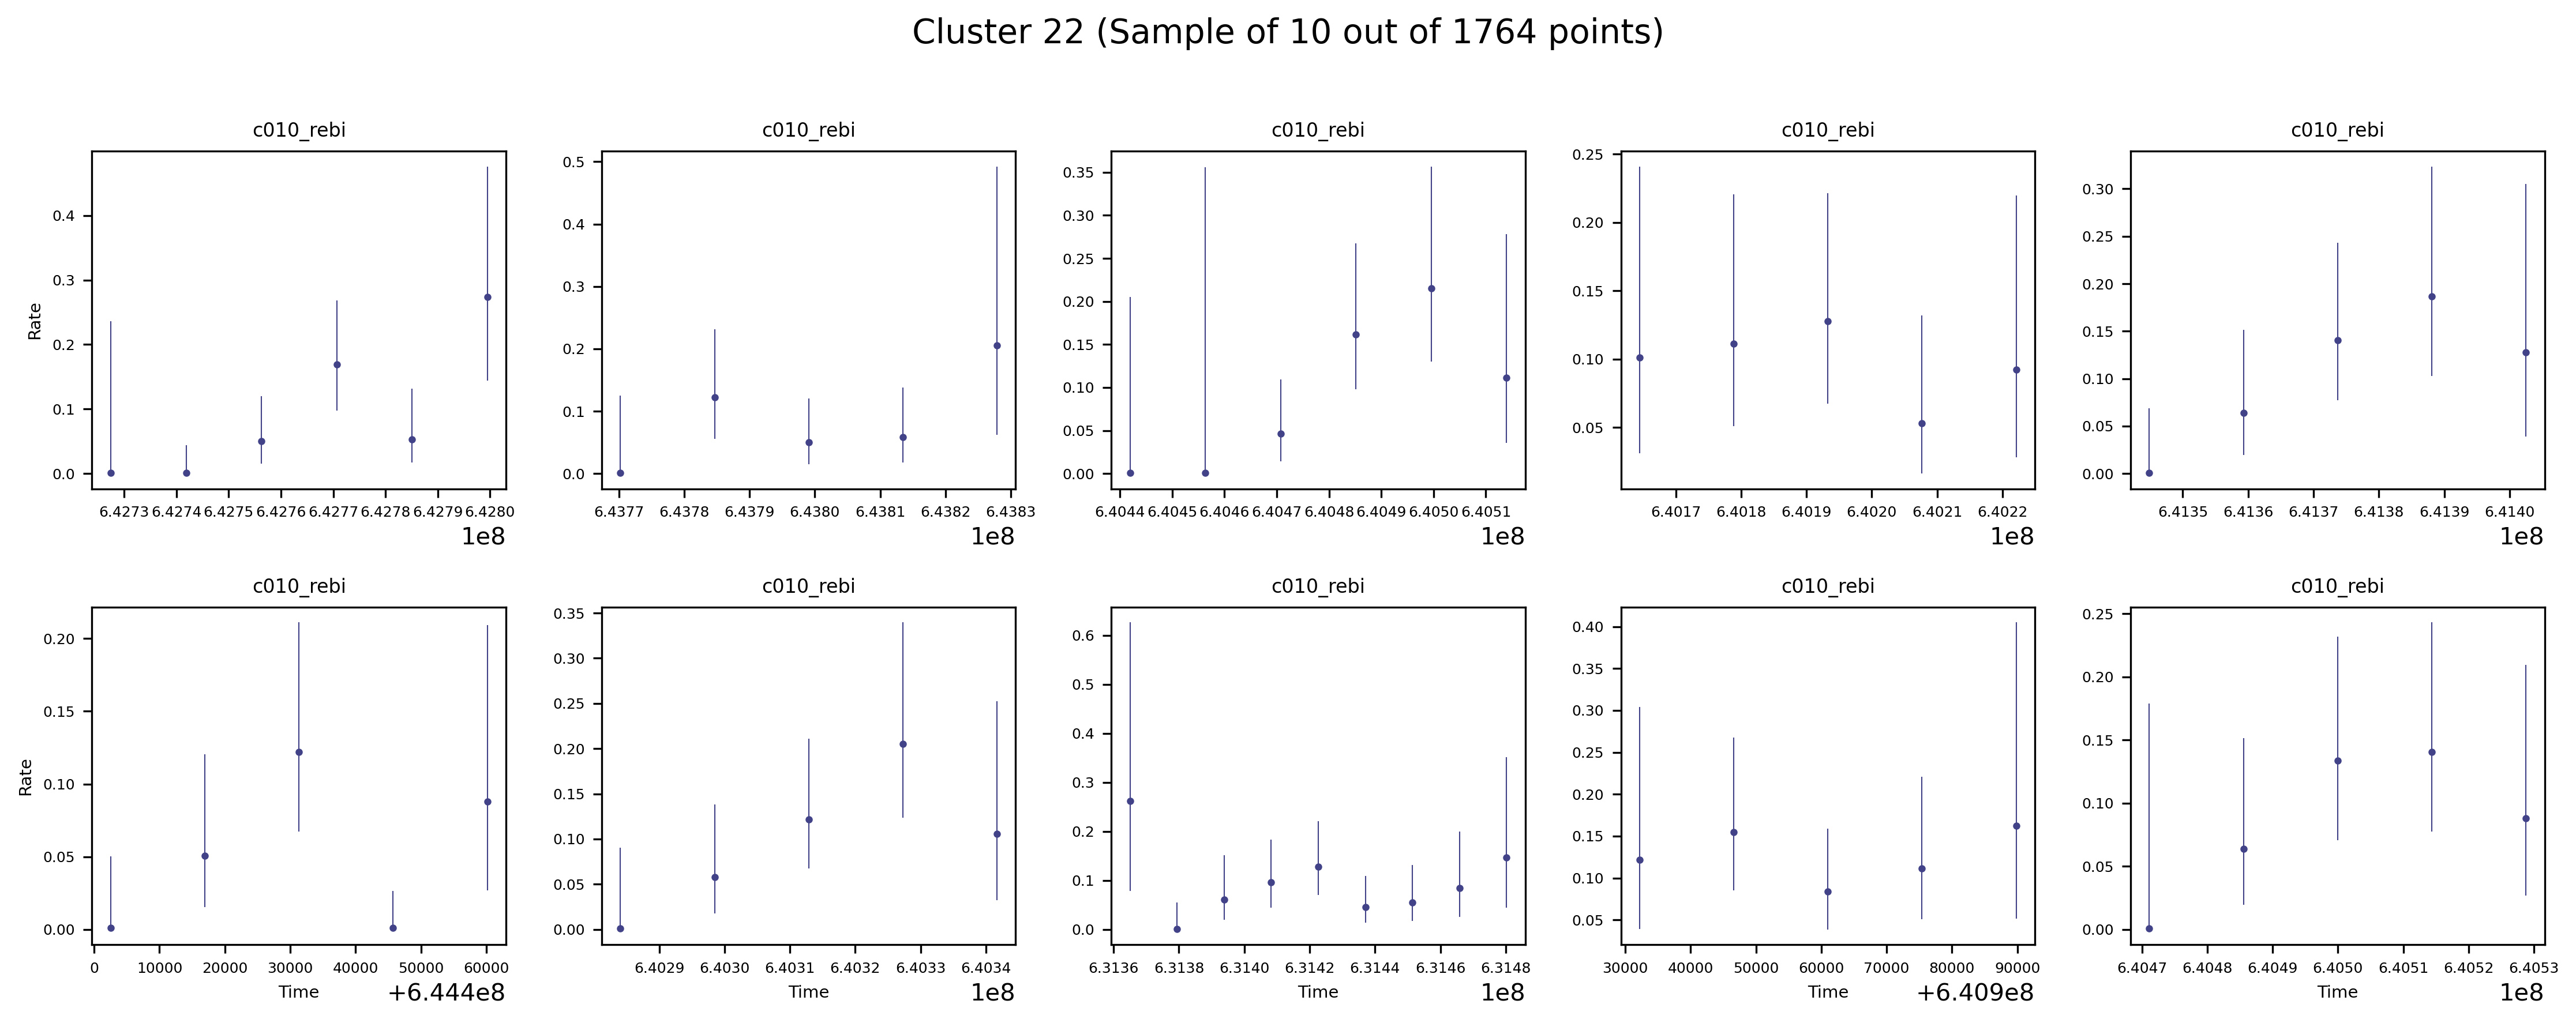 Cluster 22 (Sample of 10 out of 1764 points)
c010_rebi c010_rebi c010_rebi c010_rebi c010_rebi
Rate
0.4
0.3
0.2
0.1
0.0
6.4273 6.4274 6.4275 6.4276 6.4277 6.4278 6.4279 6.4280
1e8
0.5
0.4
0.3
0.2
0.1
0.0
6.4377 6.4378 6.4379 6.4380 6.4381 6.4382 6.4383
1e8
0.35
0.30
0.25
0.20
0.15
0.10
0.05
0.00
6.4044 6.4045 6.4046 6.4047 6.4048 6.4049 6.4050 6.4051
1e8
0.25
0.20
0.15
0.10
0.05
6.4017 6.4018 6.4019 6.4020 6.4021 6.4022
1e8
0.30
0.25
0.20
0.15
0.10
0.05
0.00
6.4135 6.4136 6.4137 6.4138 6.4139 6.4140
1e8
c010_rebi c010_rebi c010_rebi c010_rebi c010_rebi
Rate
0.20
0.15
0.10
0.05
0.00
0 10000 20000 30000 40000 50000 60000
Time +6.444e8
0.35
0.30
0.25
0.20
0.15
0.10
0.05
0.00
6.4029 6.4030 6.4031 6.4032 6.4033 6.4034
Time 1e8
0.6
0.5
0.4
0.3
0.2
0.1
0.0
6.3136 6.3138 6.3140 6.3142 6.3144 6.3146 6.3148
Time 1e8
0.40
0.35
0.30
0.25
0.20
0.15
0.10
0.05
30000 40000 50000 60000 70000 80000 90000
Time +6.409e8
0.25
0.20
0.15
0.10
0.05
0.00
6.4047 6.4048 6.4049 6.4050 6.4051 6.4052 6.4053
Time 1e8